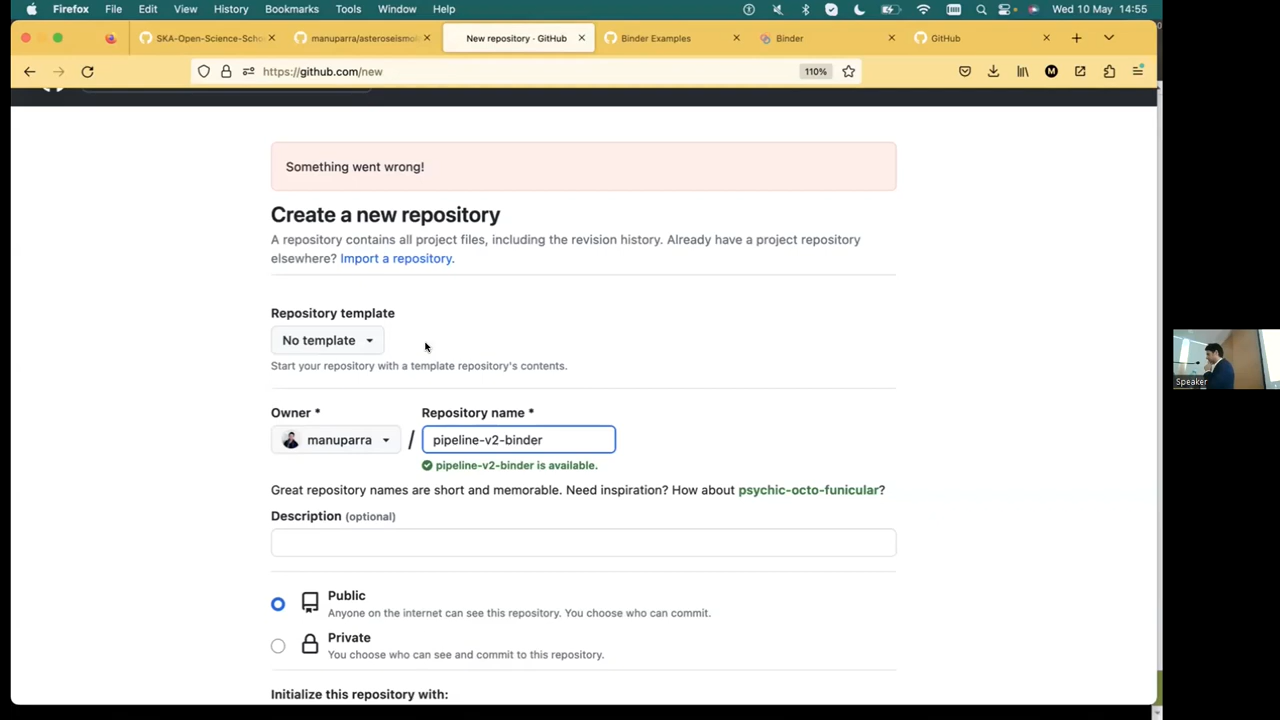 Firefox File Edit View History Bookmarks Tools Window Help Wed 10 May 14:55
SKA-Open-Science-Scho manuparra/asteroseismo New repository · GitHub Binder Examples Binder GitHub
https://github.com/new 110% M
Something went wrong!
Create a new repository
A repository contains all project files, including the revision history. Already have a project repository
elsewhere? Import a repository.
Repository template
No template
Start your repository with a template repository's contents.
Owner * Repository name *
manuparra / pipeline-v2-binder
pipeline-v2-binder is available.
Great repository names are short and memorable. Need inspiration? How about psychic-octo-funicular?
Description (optional)
Public
Anyone on the internet can see this repository. You choose who can commit.
Private
You choose who can see and commit to this repository.
Initialize this repository with:
Speaker